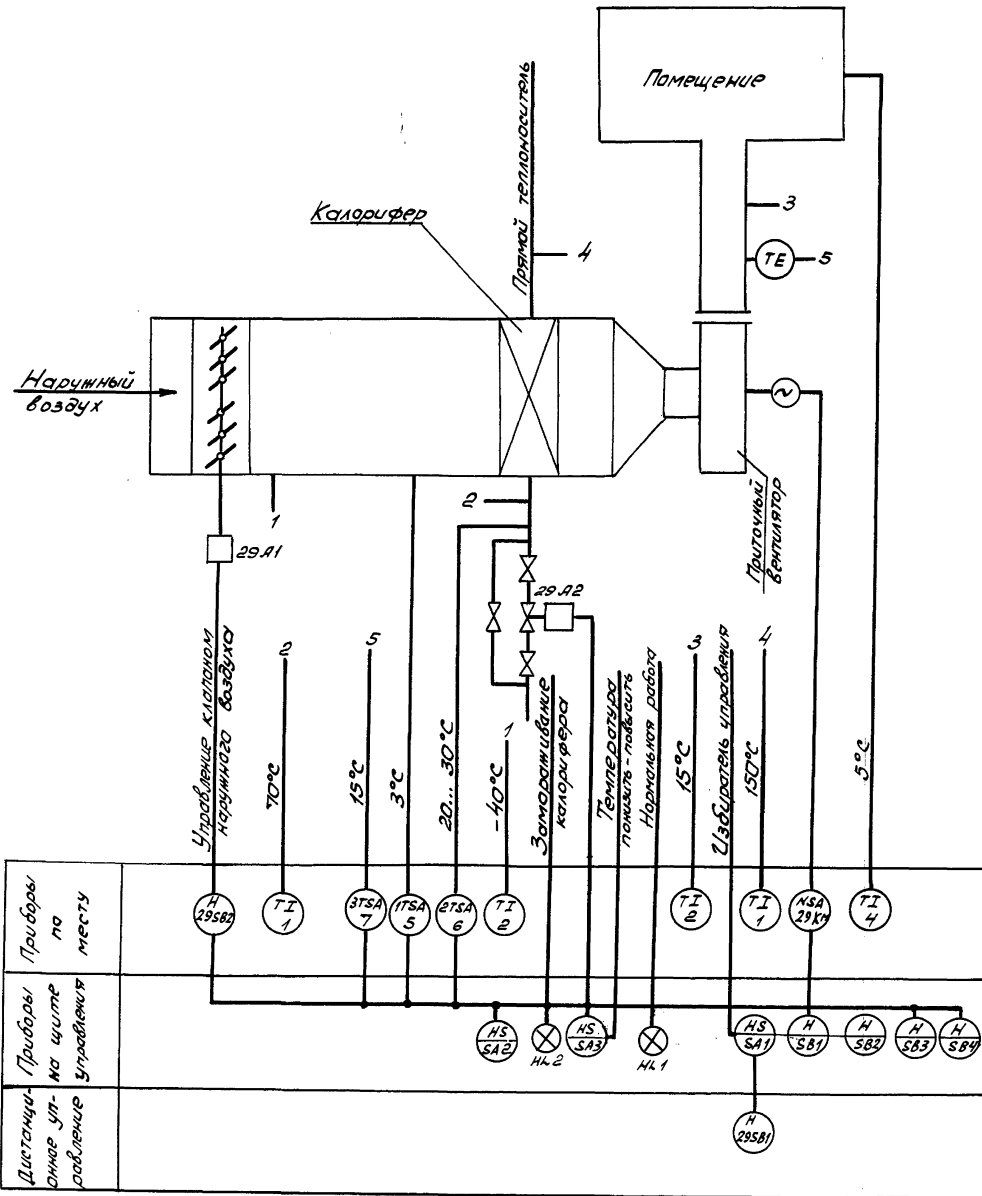 Помещение
Прямой теплоноситель
Калорифер
3
4
TE
5
Наружный
воздух
1
2
29А1
29А2
Приточный
вентилятор
Управление клапаном
наружного воздуха
2
70°С
5
15°С
3°С
20... 30°С
1
-40°С
Замораживание
калорифера
Температура
понизить-повысить
Нормальная работа
3
15°С
Избиратель управления
4
150°С
5°С
Приборы
по
месту
H
29SB2
TI
1
3TSA
7
1TSA
5
2TSA
6
TI
2
TI
2
TI
1
NSA
29KM
TI
4
Приборы
на щите
управления
HS
SA2
HL2
HS
SA3
HL1
HS
SA1
H
SB1
H
SB2
H
SB3
H
SB4
Дистанци-
онное уп-
равление
H
29SB1